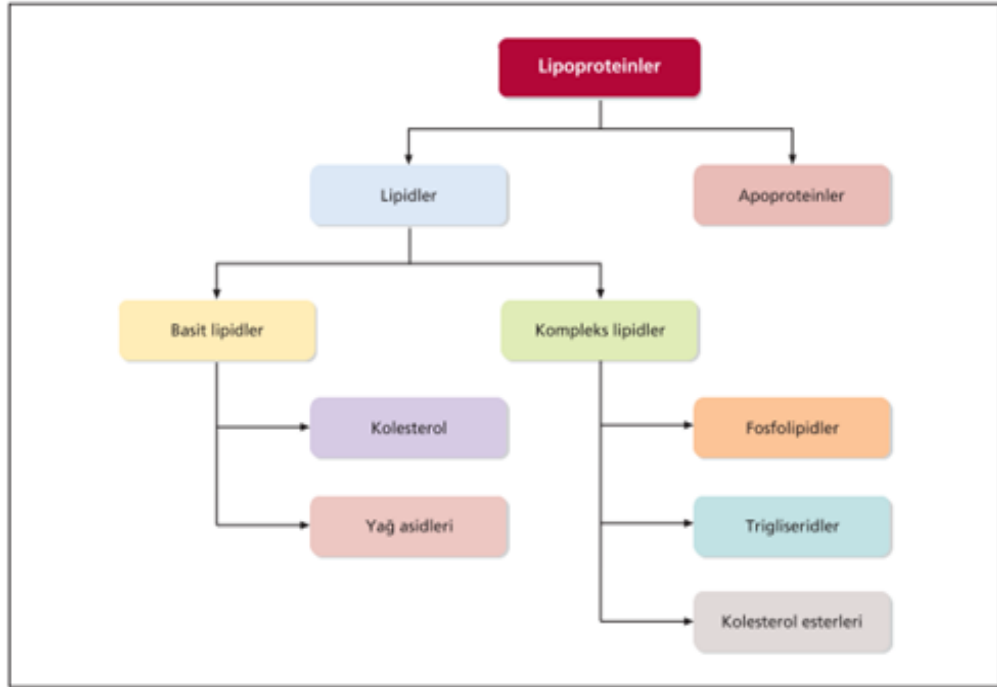 Lipoproteinler
Lipidler
Apoproteinler
Basit lipidler
Kompleks lipidler
Kolesterol
Fosfolipidler
Yağ asidleri
Trigliseridler
Kolesterol esterleri